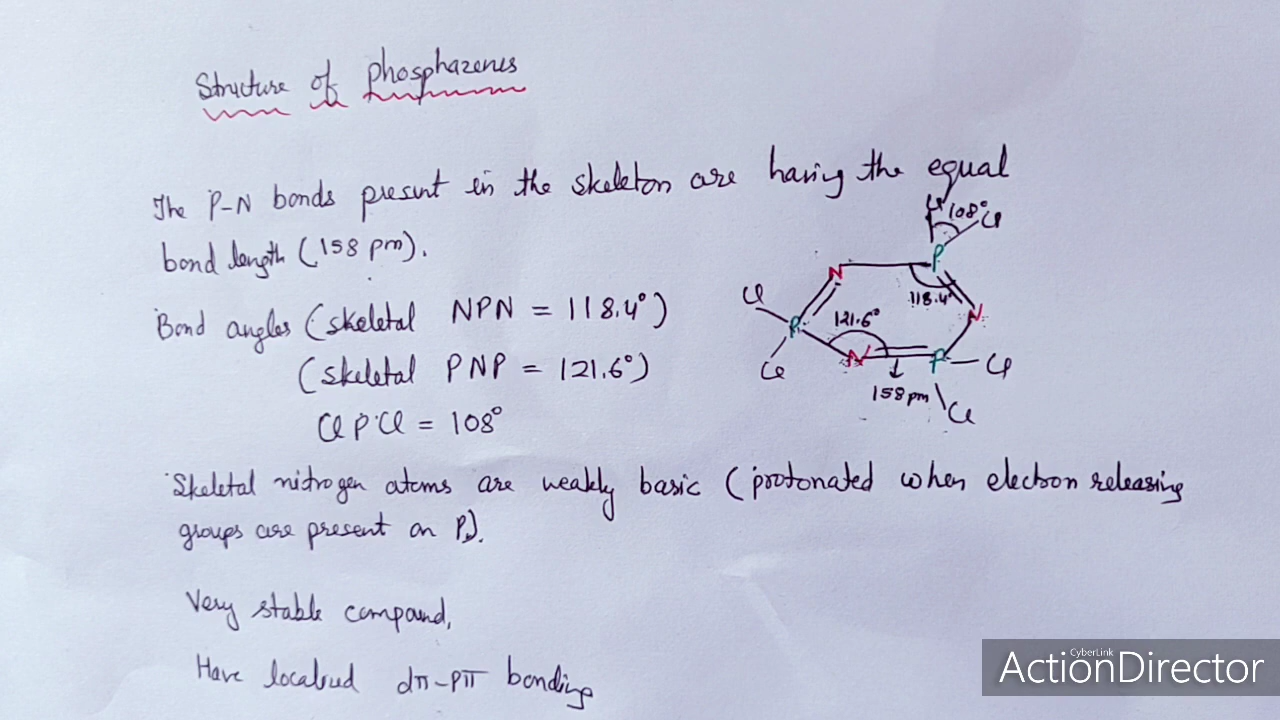 Structure of phosphazenes
The P-N bonds present in the skeleton are having the equal
bond length (158 pm).
Bond angles (skeletal NPN = 118.4°)
(skeletal PNP = 121.6°)
Cl P Cl = 108°
Cl 108° Cl
N P
118.4°
Cl
121.6°
P N
N P Cl
Cl
158 pm Cl
Skeletal nitrogen atoms are weakly basic (protonated when electron releasing
groups are present on P).
Very stable compound,
Have dπ-pπ bonding
CyberLink
ActionDirector